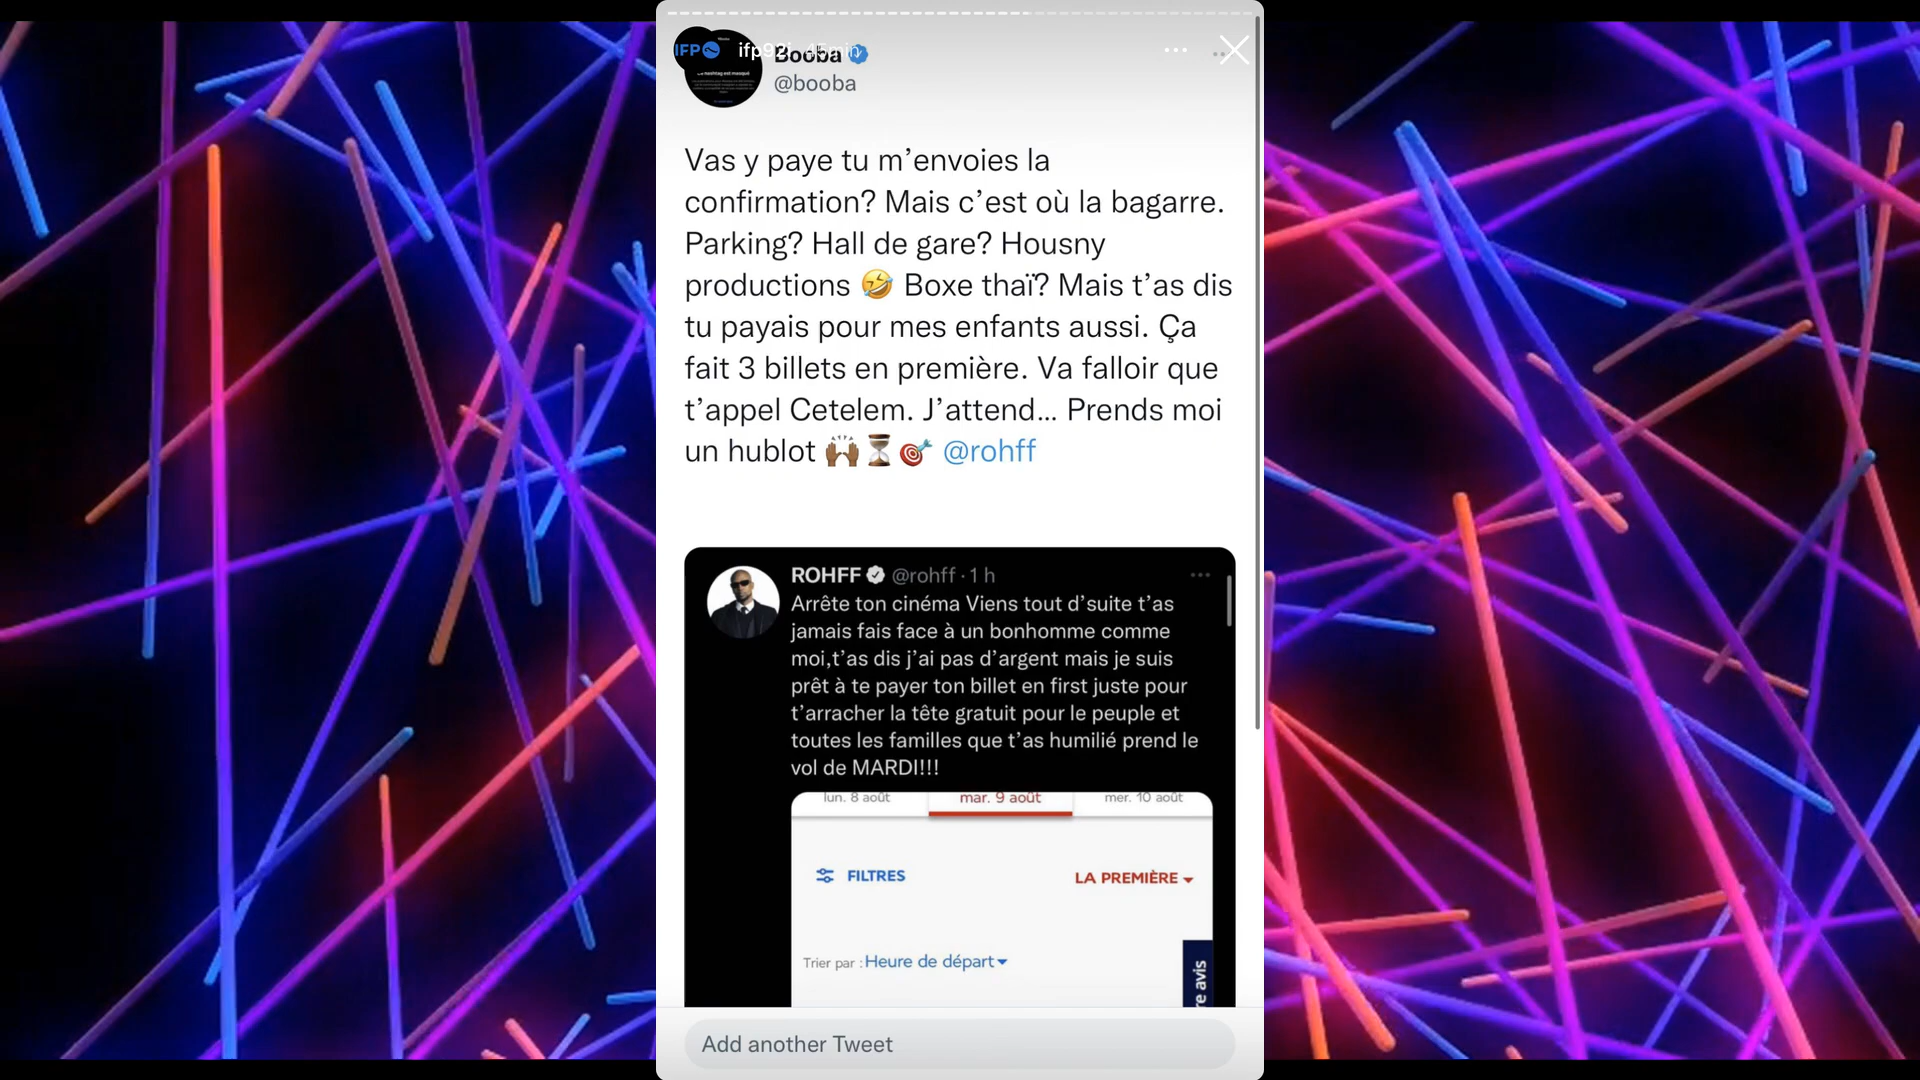 IFP
ifp92i 45min
Booba
@booba
Vas y paye tu m’envoies la
confirmation? Mais c’est où la bagarre.
Parking? Hall de gare? Housny
productions 🤣 Boxe thaï? Mais t’as dis
tu payais pour mes enfants aussi. Ça
fait 3 billets en première. Va falloir que
t’appel Cetelem. J’attend... Prends moi
un hublot 🙌🏾⏳🎯 @rohff
ROHFF @rohff · 1 h
Arrête ton cinéma Viens tout d’suite t’as
jamais fais face à un bonhomme comme
moi,t’as dis j’ai pas d’argent mais je suis
prêt à te payer ton billet en first juste pour
t’arracher la tête gratuit pour le peuple et
toutes les familles que t’as humilié prend le
vol de MARDI!!!
lun. 8 août mar. 9 août mer. 10 août
FILTRES LA PREMIÈRE
Trier par : Heure de départ
re avis
Add another Tweet